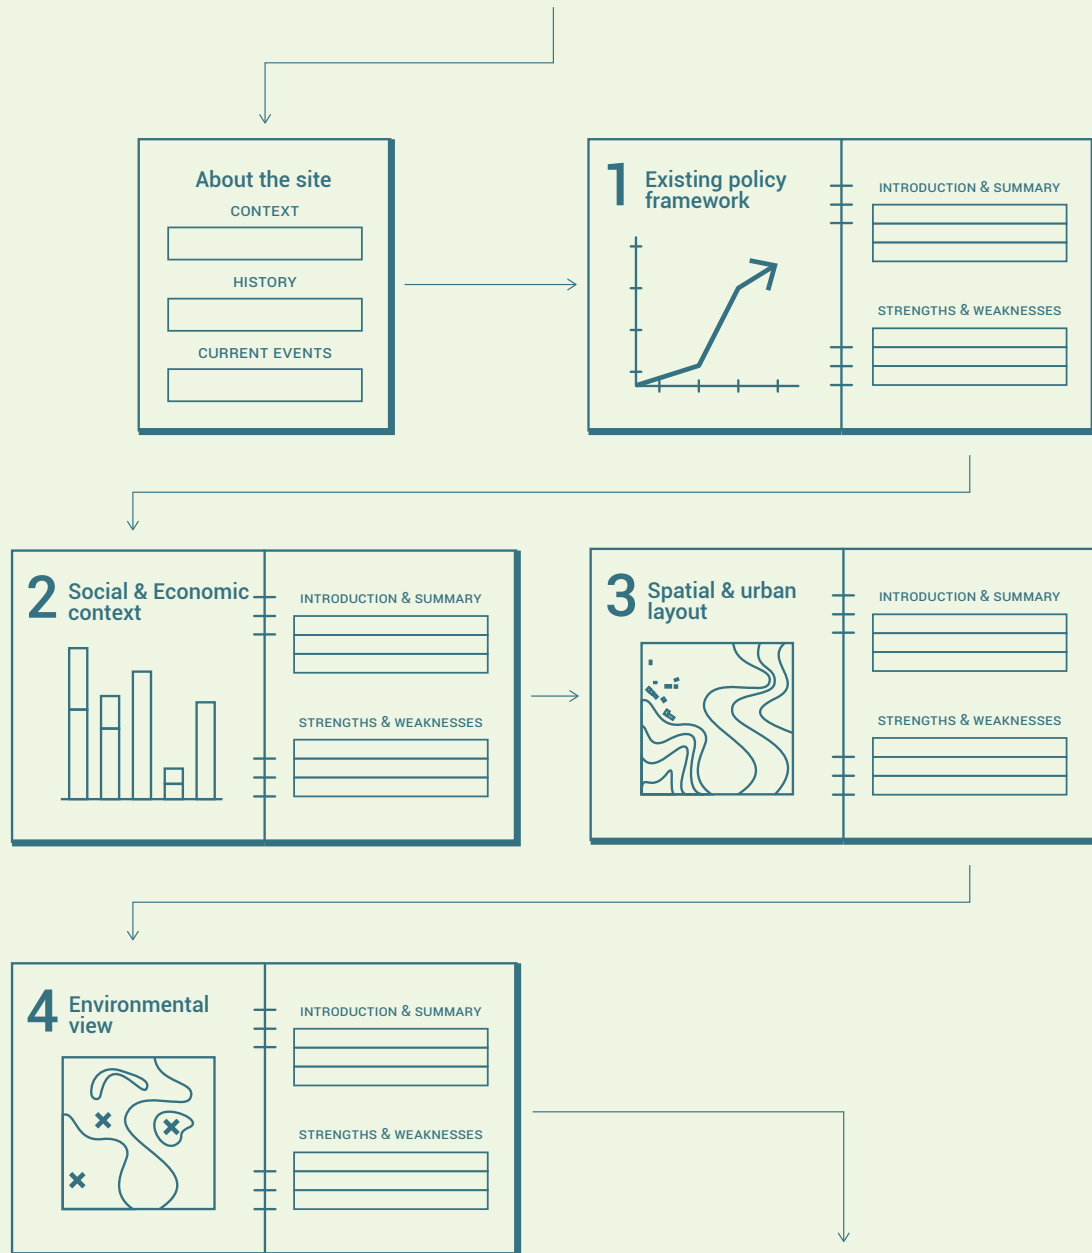 About the site
CONTEXT
HISTORY
CURRENT EVENTS
1 Existing policy
framework
INTRODUCTION & SUMMARY
STRENGTHS & WEAKNESSES
2 Social & Economic
context
INTRODUCTION & SUMMARY
STRENGTHS & WEAKNESSES
3 Spatial & urban
layout
INTRODUCTION & SUMMARY
STRENGTHS & WEAKNESSES
4 Environmental
view
INTRODUCTION & SUMMARY
STRENGTHS & WEAKNESSES